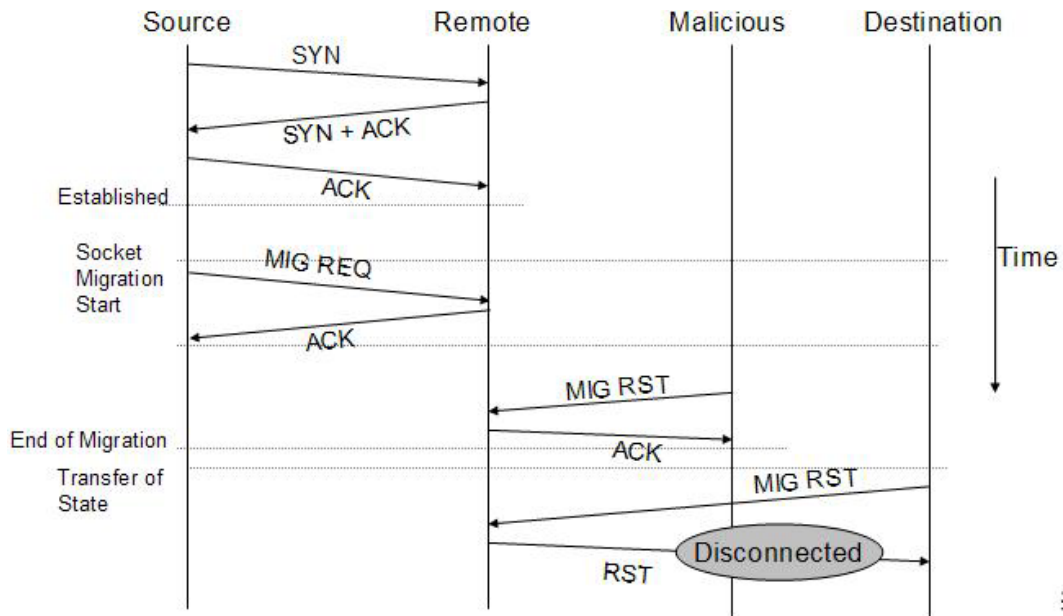 Source Remote Malicious Destination
SYN
SYN + ACK
ACK
Established
Socket
Migration
Start
MIG REQ
Time
ACK
MIG RST
End of Migration
ACK
Transfer of
State
MIG RST
Disconnected
RST